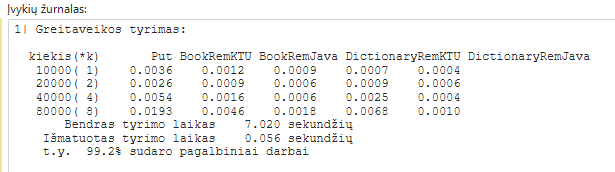 Įvykių žurnalas:
1| Greitaveikos tyrimas:
kiekis(*k) Put BookRemKTU BookRemJava DictionaryRemKTU DictionaryRemJava
10000( 1) 0.0036 0.0012 0.0009 0.0007 0.0004
20000( 2) 0.0026 0.0009 0.0006 0.0009 0.0006
40000( 4) 0.0054 0.0016 0.0006 0.0025 0.0004
80000( 8) 0.0193 0.0046 0.0018 0.0068 0.0010
Bendras tyrimo laikas 7.020 sekundžių
Išmatuotas tyrimo laikas 0.056 sekundžių
t.y. 99.2% sudaro pagalbiniai darbai